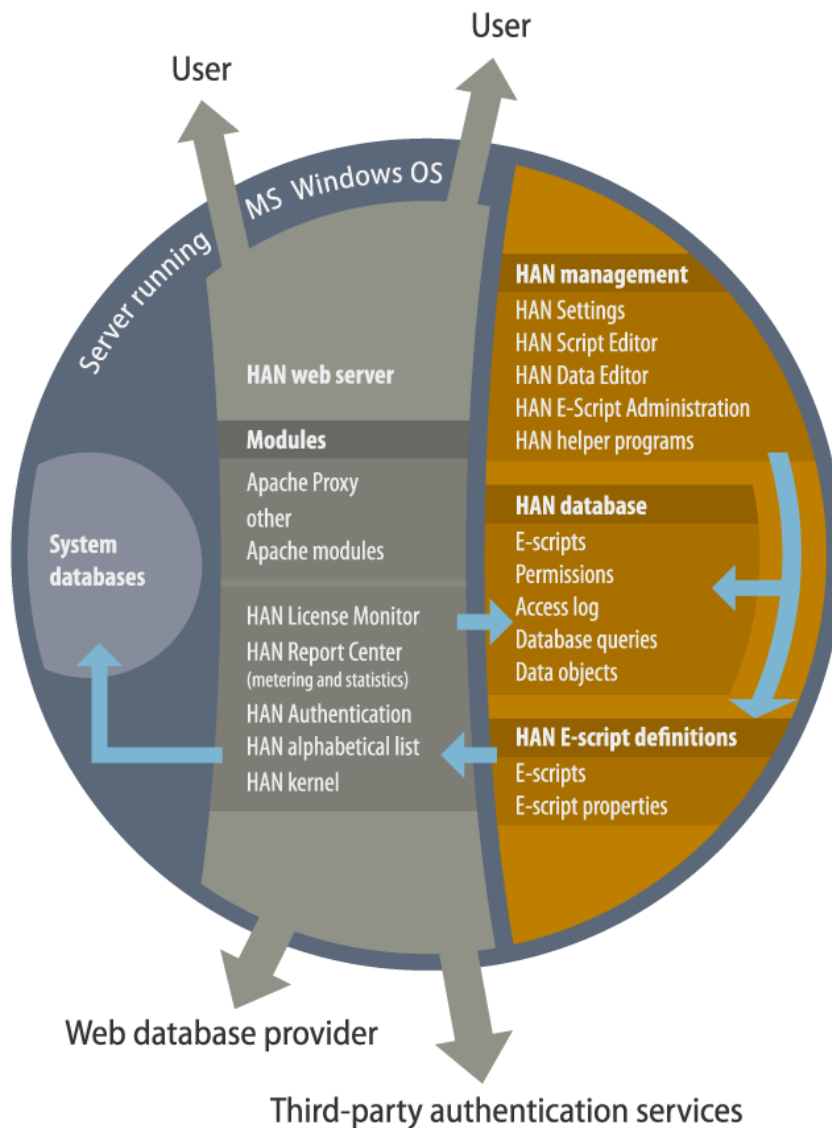 User
User
Server running MS Windows OS
HAN management
HAN Settings
HAN Script Editor
HAN Data Editor
HAN E-Script Administration
HAN helper programs
HAN web server
Modules
Apache Proxy
other
Apache modules
HAN database
E-scripts
Permissions
Access log
Database queries
Data objects
System
databases
HAN License Monitor
HAN Report Center
(metering and statistics)
HAN Authentication
HAN alphabetical list
HAN kernel
HAN E-script definitions
E-scripts
E-script properties
Web database provider
Third-party authentication services